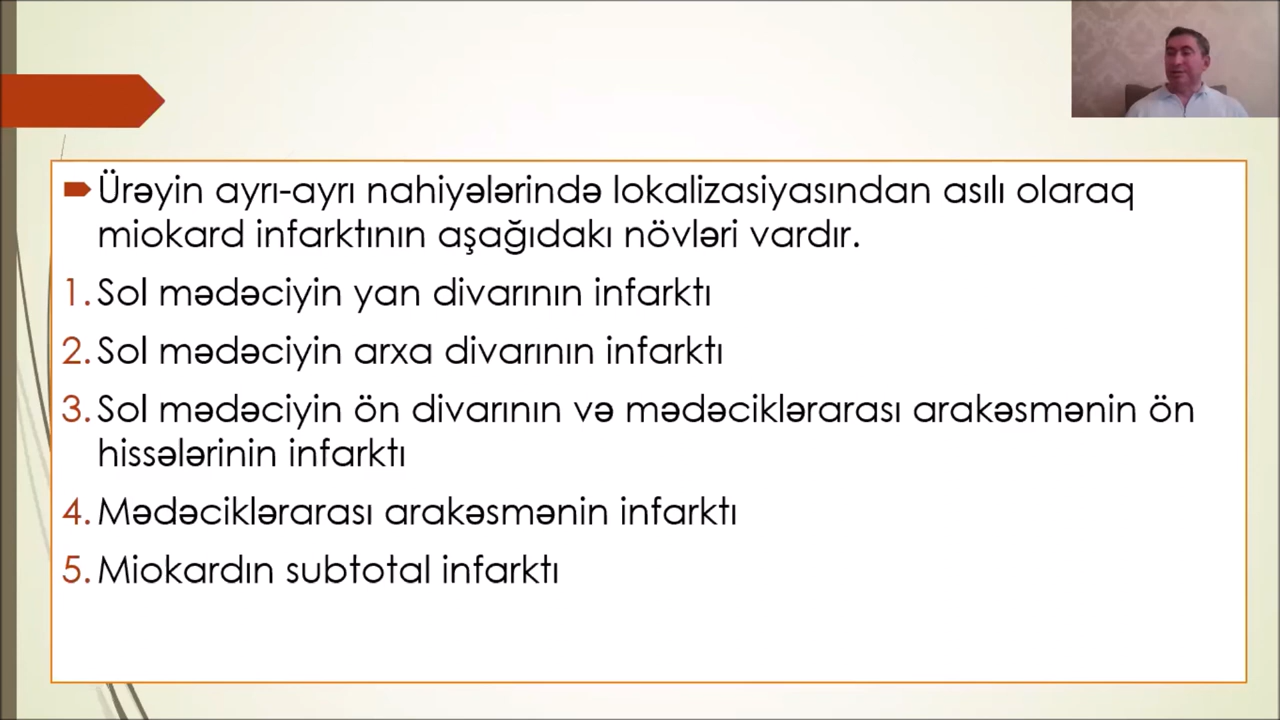 Ürəyin ayrı-ayrı nahiyələrində lokalizasiyasından asılı olaraq
miokard infarktının aşağıdakı növləri vardır.
1. Sol mədəciyin yan divarının infarktı
2. Sol mədəciyin arxa divarının infarktı
3. Sol mədəciyin ön divarının və mədəciklərarası arakəsmənin ön
hissələrinin infarktı
4. Mədəciklərarası arakəsmənin infarktı
5. Miokardın subtotal infarktı